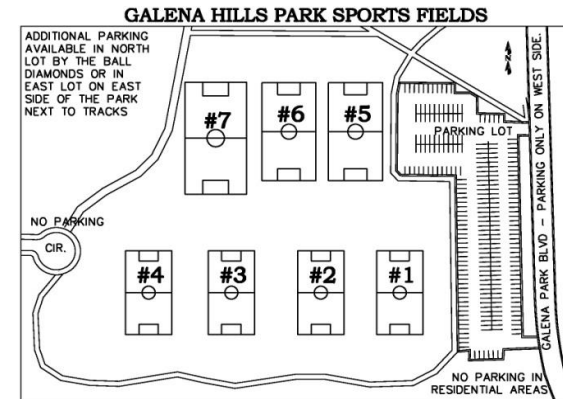 GALENA HILLS PARK SPORTS FIELDS
ADDITIONAL PARKING
AVAILABLE IN NORTH
LOT BY THE BALL
DIAMONDS OR IN
EAST LOT ON EAST
SIDE OF THE PARK
NEXT TO TRACKS
N
#7
#6
#5
PARKING LOT
GALENA PARK BLVD - PARKING ONLY ON WEST SIDE.
NO PARKING
CIR.
#4
#3
#2
#1
NO PARKING IN
RESIDENTIAL AREAS